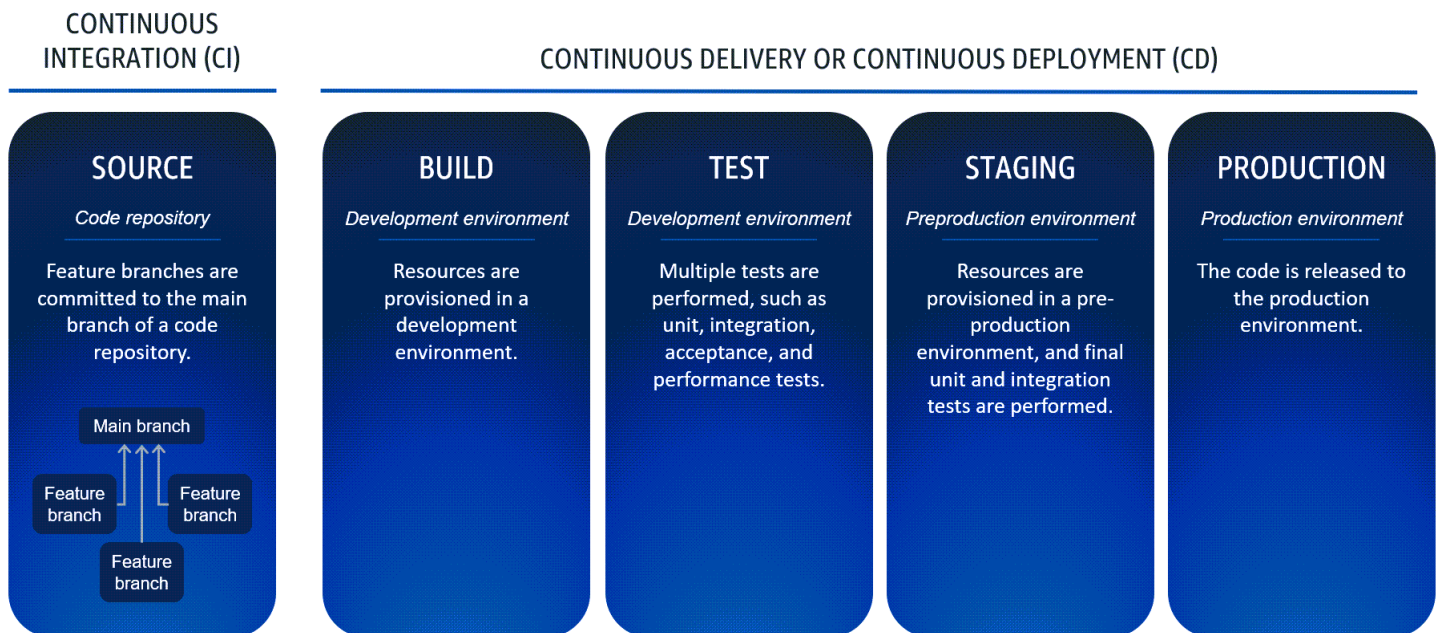 CONTINUOUS
INTEGRATION (CI)
CONTINUOUS DELIVERY OR CONTINUOUS DEPLOYMENT (CD)
SOURCE
Code repository
Feature branches are
committed to the main
branch of a code
repository.
Main branch
Feature
branch
Feature
branch
Feature
branch
BUILD
Development environment
Resources are
provisioned in a
development
environment.
TEST
Development environment
Multiple tests are
performed, such as
unit, integration,
acceptance, and
performance tests.
STAGING
Preproduction environment
Resources are
provisioned in a pre-
production
environment, and final
unit and integration
tests are performed.
PRODUCTION
Production environment
The code is released to
the production
environment.